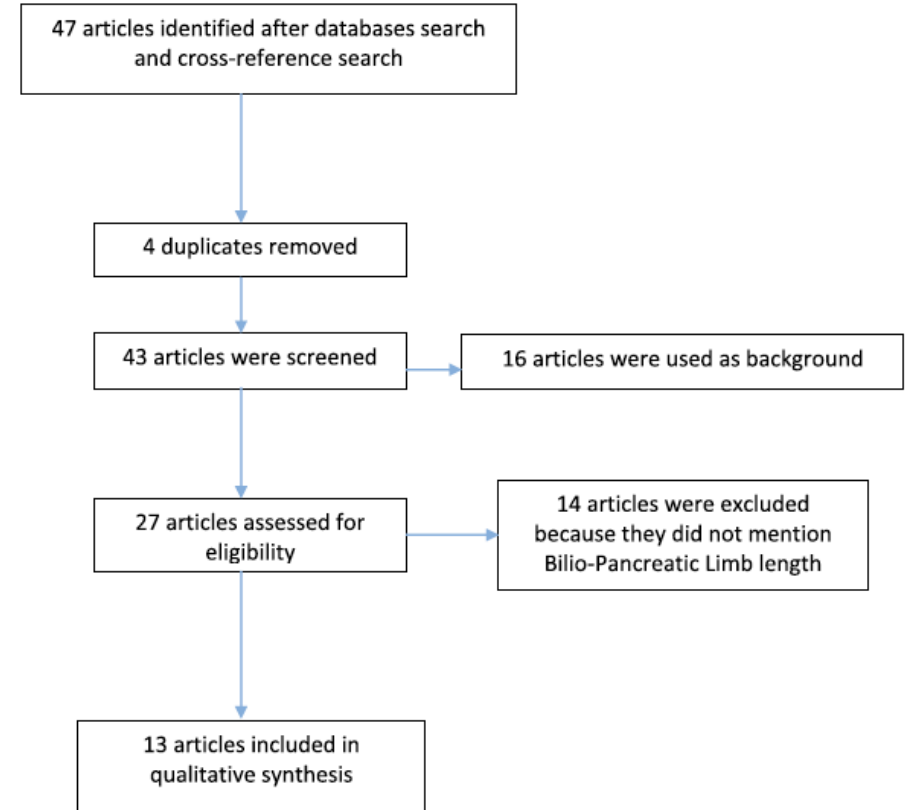 47 articles identified after databases search
and cross-reference search
4 duplicates removed
43 articles were screened
16 articles were used as background
27 articles assessed for
eligibility
14 articles were excluded
because they did not mention
Bilio-Pancreatic Limb length
13 articles included in
qualitative synthesis